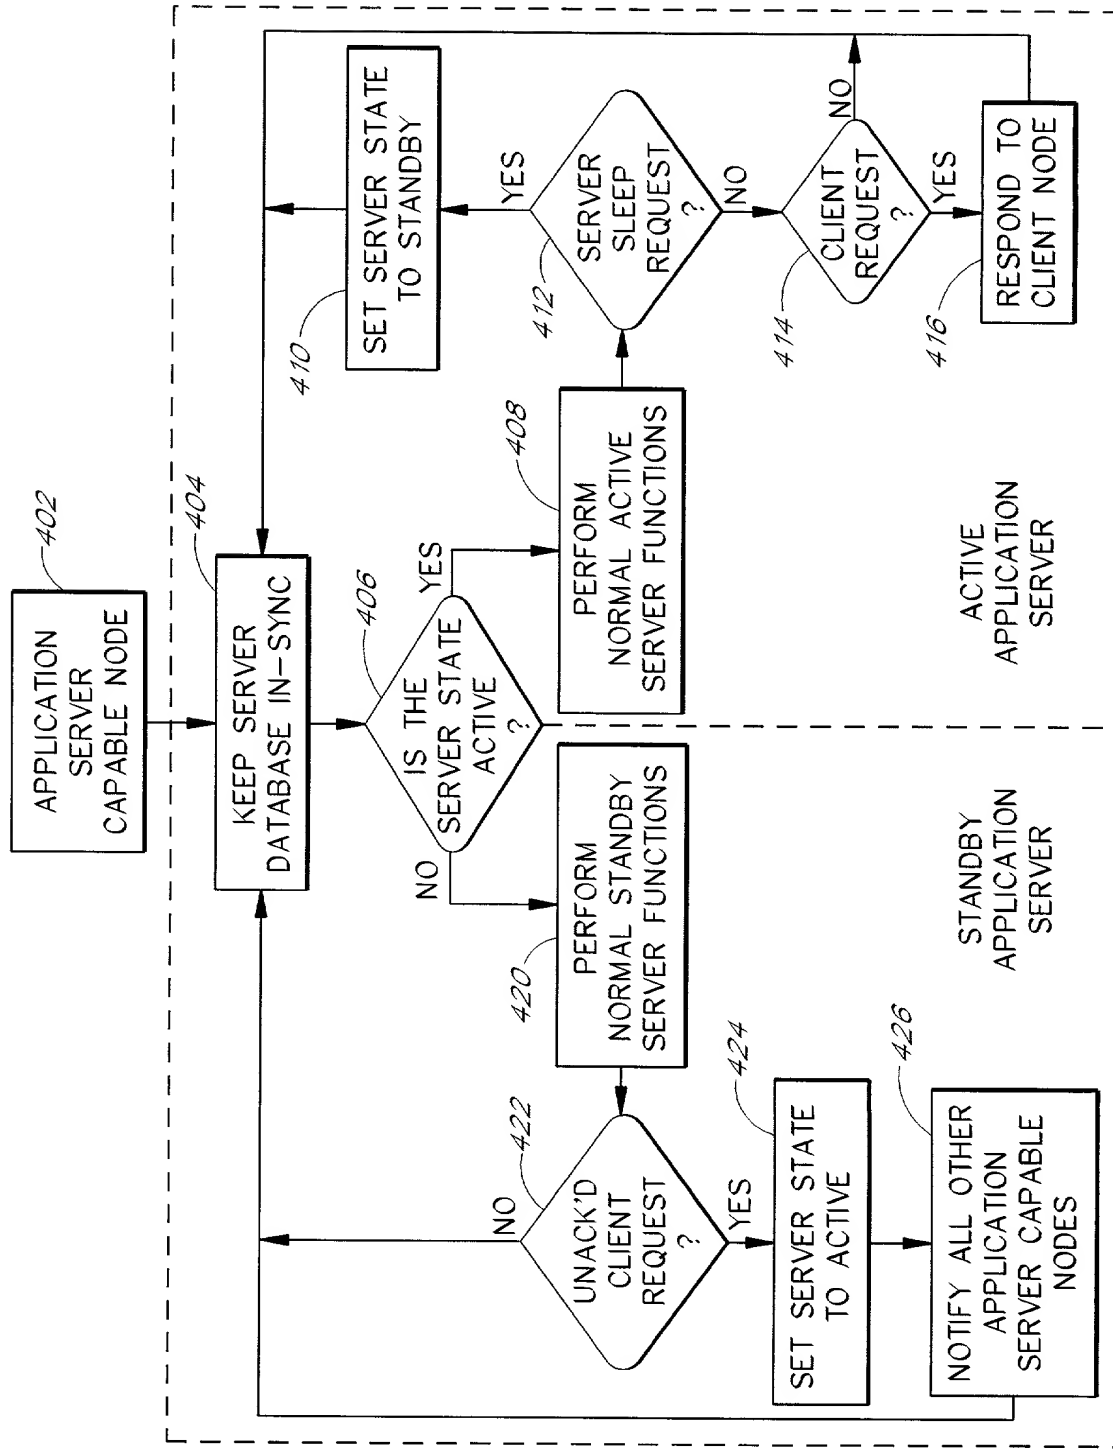 APPLICATION
SERVER
CAPABLE NODE
402
KEEP SERVER
DATABASE IN-SYNC
404
IS THE
SERVER STATE
ACTIVE
?
406
NO
YES
PERFORM
NORMAL STANDBY
SERVER FUNCTIONS
420
UNACK'D
CLIENT
REQUEST
?
422
NO
YES
SET SERVER STATE
TO ACTIVE
424
NOTIFY ALL OTHER
APPLICATION
SERVER CAPABLE
NODES
426
STANDBY
APPLICATION
SERVER
PERFORM
NORMAL ACTIVE
SERVER FUNCTIONS
408
SET SERVER STATE
TO STANDBY
410
SERVER
SLEEP
REQUEST
?
412
YES
NO
CLIENT
REQUEST
?
414
NO
YES
RESPOND TO
CLIENT NODE
416
ACTIVE
APPLICATION
SERVER